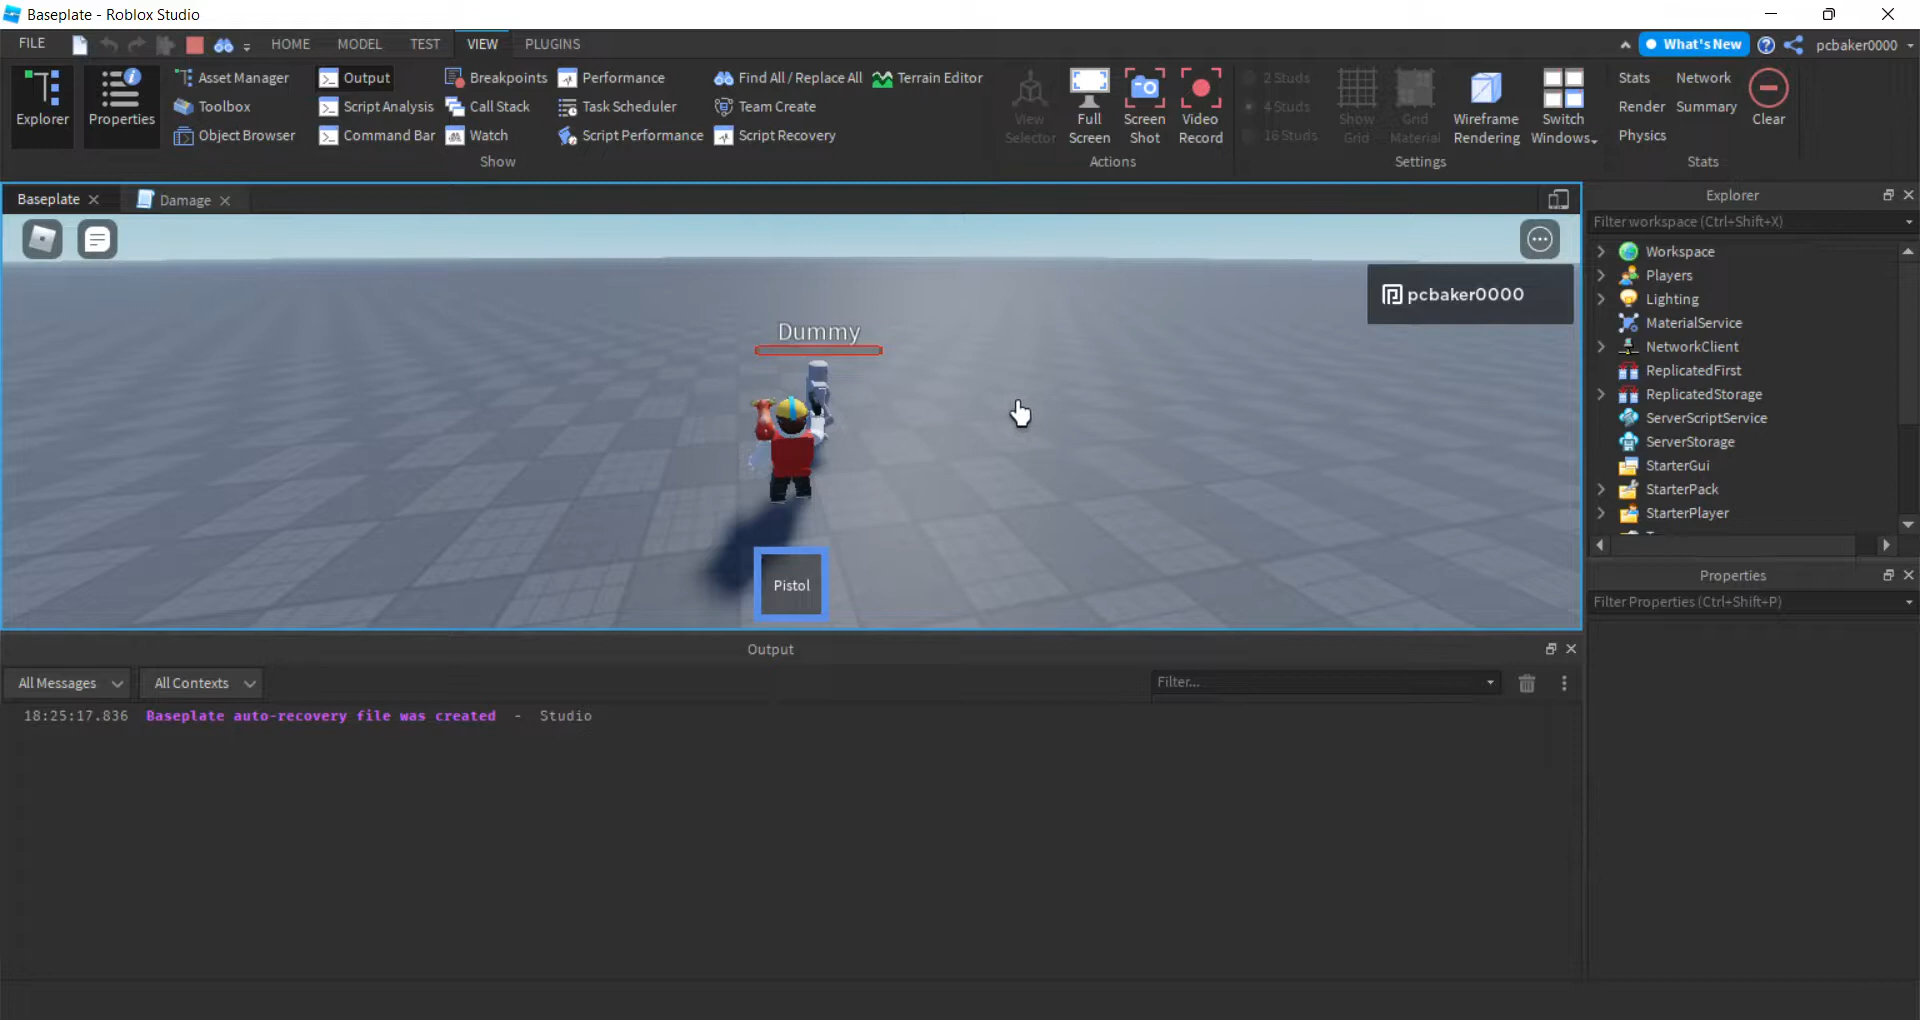 Baseplate - Roblox Studio
FILE HOME MODEL TEST VIEW PLUGINS What's New pcbaker0000
Explorer
Properties
Asset Manager
Toolbox
Object Browser
Output
Script Analysis
Command Bar
Breakpoints
Call Stack
Watch
Performance
Task Scheduler
Script Performance
Find All / Replace All
Team Create
Script Recovery
Terrain Editor
Show
View
Selector
Full
Screen
Screen
Shot
Video
Record
Actions
2 Studs
4 Studs
16 Studs
Show
Grid
Grid
Material
Wireframe
Rendering
Switch
Windows
Settings
Stats
Render
Physics
Network
Summary
Clear
Stats
Baseplate
Damage
pcbaker0000
Dummy
Pistol
Explorer
Filter workspace (Ctrl+Shift+X)
Workspace
Players
Lighting
MaterialService
NetworkClient
ReplicatedFirst
ReplicatedStorage
ServerScriptService
ServerStorage
StarterGui
StarterPack
StarterPlayer
Properties
Filter Properties (Ctrl+Shift+P)
Output
All Messages All Contexts Filter...
18:25:17.836 Baseplate auto-recovery file was created - Studio